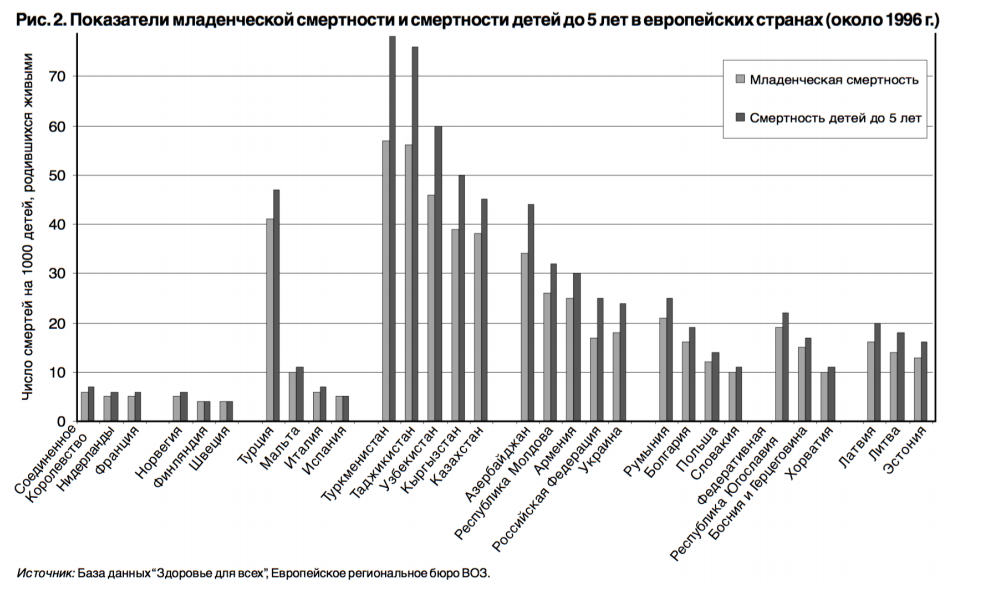 Рис. 2. Показатели младенческой смертности и смертности детей до 5 лет в европейских странах (около 1996 г.)
Число смертей на 1000 детей, родившихся живыми
70
60
50
40
30
20
10
0
Младенческая смертность
Смертность детей до 5 лет
Соединенное
Королевство
Нидерланды
Франция
Норвегия
Финляндия
Швеция
Турция
Мальта
Италия
Испания
Туркменистан
Таджикистан
Узбекистан
Кыргызстан
Казахстан
Азербайджан
Республика Молдова
Армения
Российская Федерация
Украина
Румыния
Болгария
Польша
Словакия
Федеративная
Республика Югославия
Босния и Герцеговина
Хорватия
Латвия
Литва
Эстония
Источник: База данных “Здоровье для всех”, Европейское региональное бюро ВОЗ.